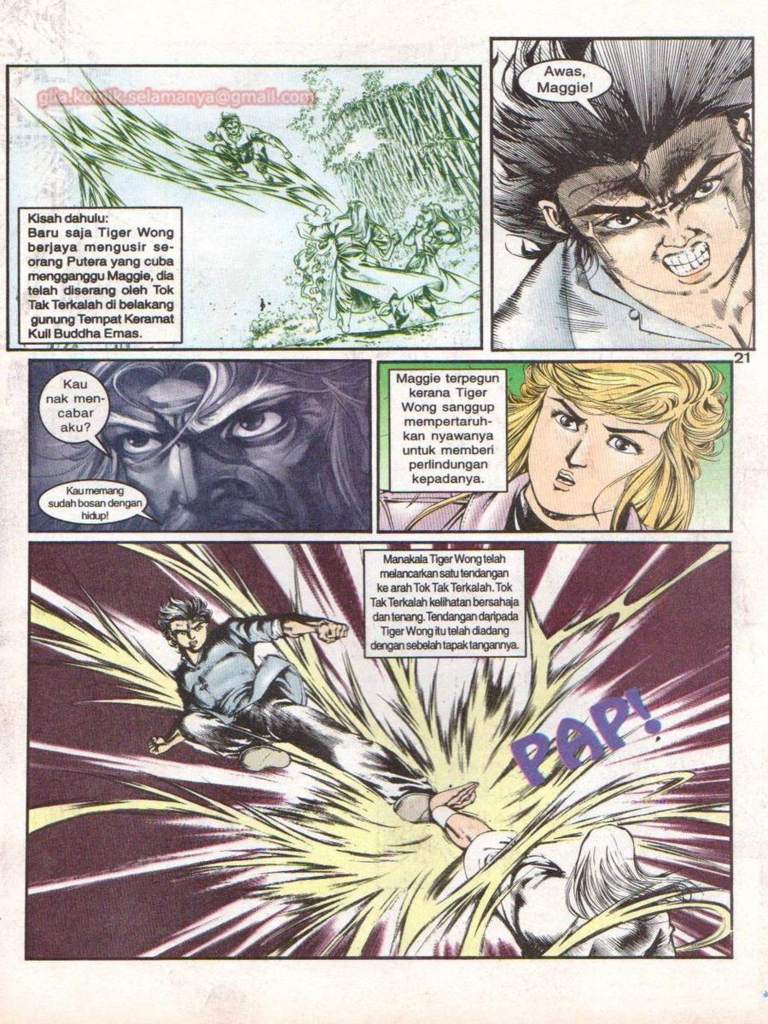 glia.komik.selamanya@gmail.com
Kisah dahulu:
Baru saja Tiger Wong
berjaya mengusir se-
orang Putera yang cuba
mengganggu Maggie, dia
telah diserang oleh Tok
Tak Terkalah di belakang
gunung Tempat Keramat
Kuil Buddha Emas.
Awas,
Maggie!
21
Kau
nak men-
cabar
aku?
Kau memang
sudah bosan dengan
hidup!
Maggie terpegun
kerana Tiger
Wong sanggup
mempertaruh-
kan nyawanya
untuk memberi
perlindungan
kepadanya.
Manakala Tiger Wong telah
melancarkan satu tendangan
ke arah Tok Tak Terkalah. Tok
Tak Terkalah kelihatan bersahaja
dan tenang. Tendangan daripada
Tiger Wong itu telah diadang
dengan sebelah tapak tangannya.
PAP!